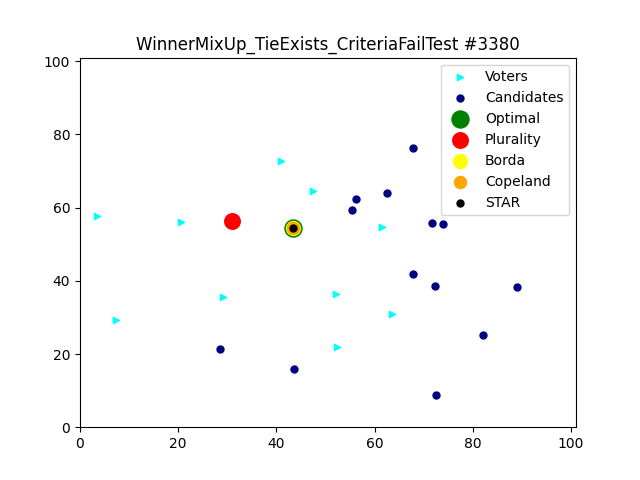 WinnerMixUp_TieExists_CriteriaFailTest #3380
100
80
60
40
20
0
0 20 40 60 80 100
Voters
Candidates
Optimal
Plurality
Borda
Copeland
STAR